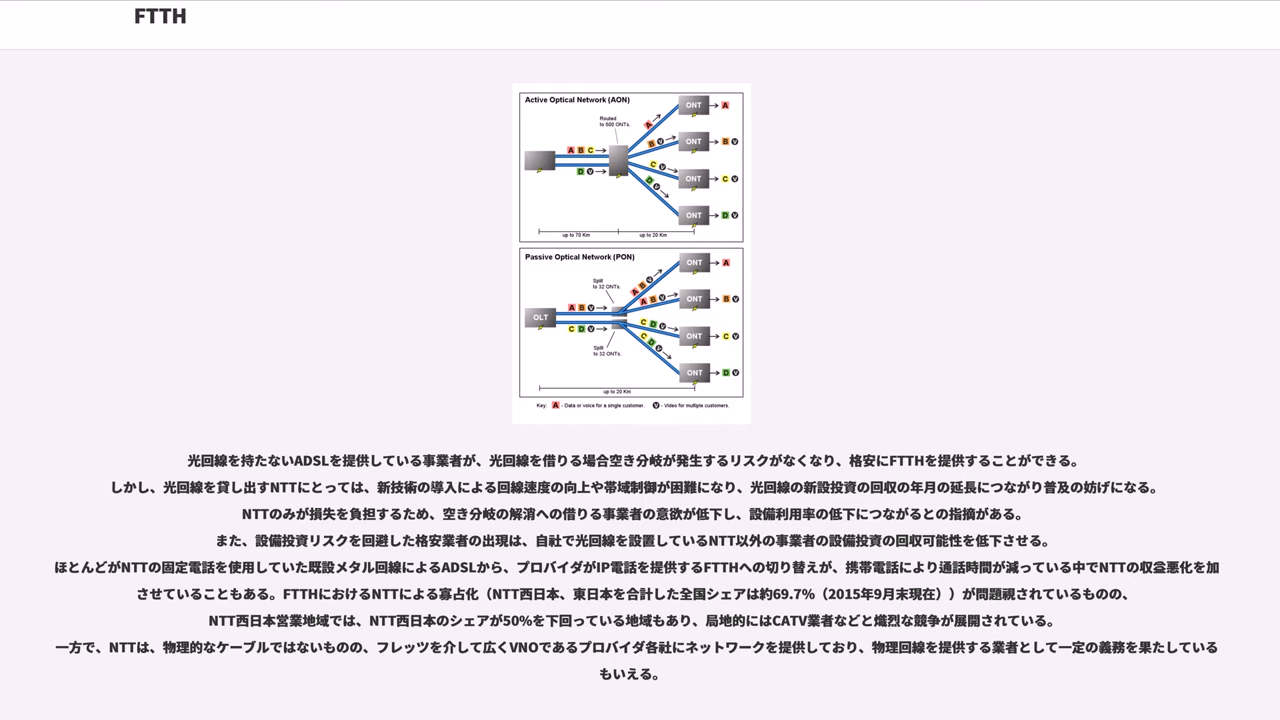 FTTH
Active Optical Network (AON)
Routed
to 500 ONTs.
ONT
A
A
B V
ONT
B V
A B C
D V
C V
ONT
C V
D V
ONT
D V
up to 70 Km
up to 20 Km
Passive Optical Network (PON)
Split
to 32 ONTs.
ONT
A
A B V
A B V
ONT
B V
A B V
OLT
C D V
C D V
ONT
C V
C D V
Split
to 32 ONTs.
ONT
D V
up to 20 Km
Key: A - Data or voice for a single customer. V - Video for multiple customers.
光回線を持たないADSLを提供している事業者が、光回線を借りる場合空き分岐が発生するリスクがなくなり、格安にFTTHを提供することができる。
しかし、光回線を貸し出すNTTにとっては、新技術の導入による回線速度の向上や帯域制御が困難になり、光回線の新設投資の回収の年月の延長につながり普及の妨げになる。
NTTのみが損失を負担するため、空き分岐の解消への借りる事業者の意欲が低下し、設備利用率の低下につながるとの指摘がある。
また、設備投資リスクを回避した格安業者の出現は、自社で光回線を設置しているNTT以外の事業者の設備投資の回収可能性を低下させる。
ほとんどがNTTの固定電話を使用していた既設メタル回線によるADSLから、プロバイダがIP電話を提供するFTTHへの切り替えが、携帯電話により通話時間が減っている中でNTTの収益悪化を加
させていることもある。FTTHにおけるNTTによる寡占化（NTT西日本、東日本を合計した全国シェアは約69.7%（2015年9月末現在））が問題視されているものの、
NTT西日本営業地域では、NTT西日本のシェアが50%を下回っている地域もあり、局地的にはCATV業者などと熾烈な競争が展開されている。
一方で、NTTは、物理的なケーブルではないものの、フレッツを介して広くVNOであるプロバイダ各社にネットワークを提供しており、物理回線を提供する業者として一定の義務を果たしている
もいえる。